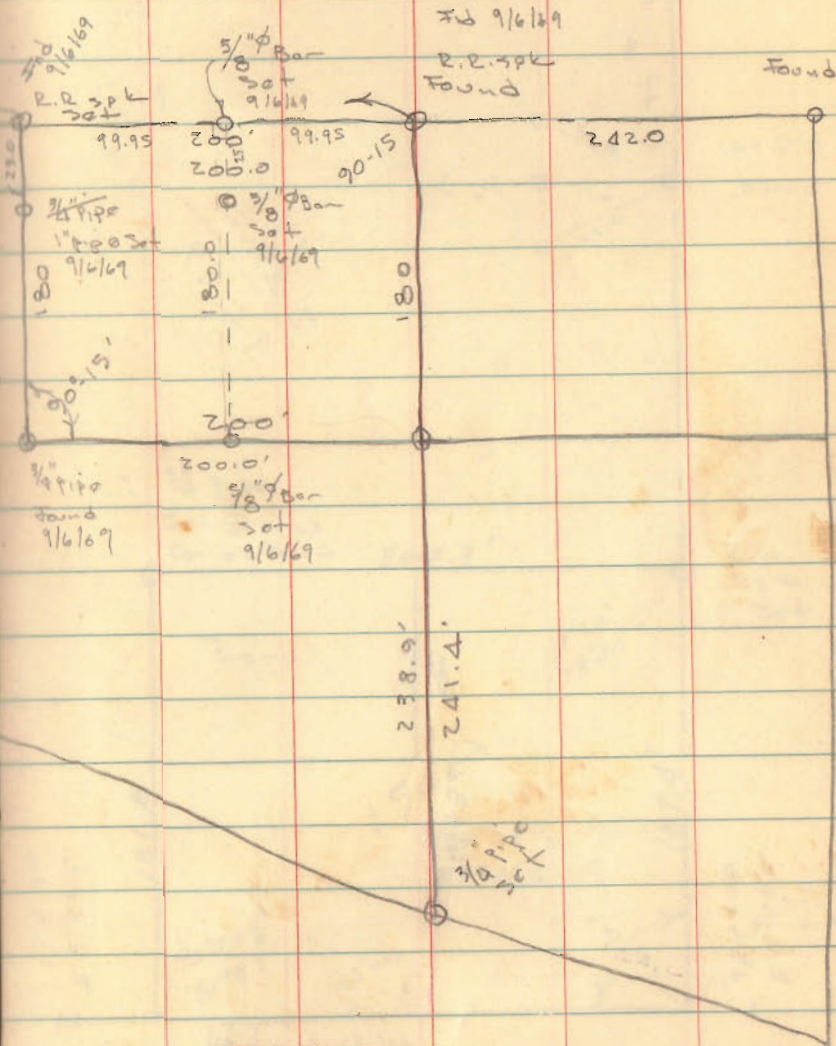 Fnd
9/6/69
R.R. spk
Set
5/8"ø Bar
Set
9/6/69
Fnd 9/6/69
R.R. spk
Found
Found
99.95
200'
99.95
242.0
200.0
90-15
23.0
3/4" Pipe
1" pipe Set
9/6/69
5/8" ø Bar
Set
9/6/69
180
180.0
180
90°-15'
200'
200.0'
3/4" pipe
found
9/6/69
5/8" ø Bar
Set
9/6/69
238.9'
241.4'
3/4" pipe
Set